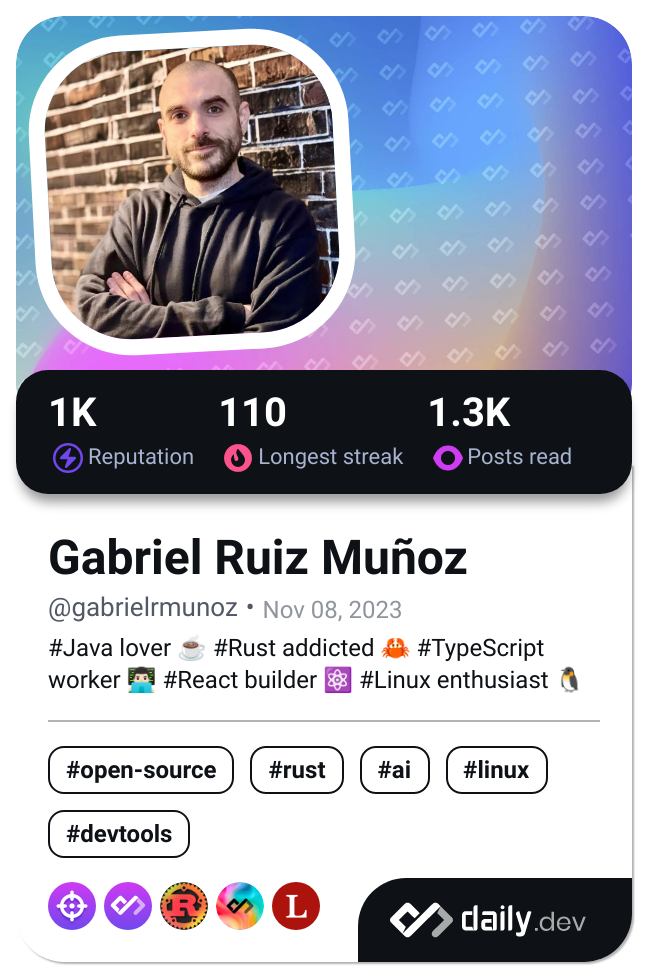 1K 110 1.3K
Reputation Longest streak Posts read
Gabriel Ruiz Muñoz
@gabrielrmunoz • Nov 08, 2023
#Java lover ☕ #Rust addicted 🦀 #TypeScript
worker 👨🏻‍💻 #React builder ⚛️ #Linux enthusiast 🐧
#open-source #rust #ai #linux
#devtools
R L daily.dev